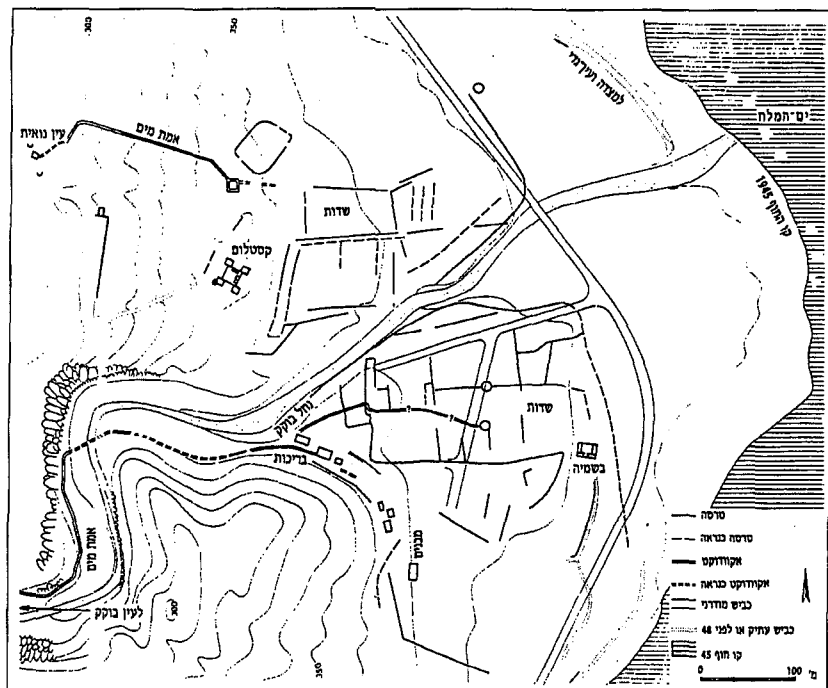 300
350
למצדה ועין־גדי
ים-המלח
עין נואית
אמת מים
קו החוף 1945
שדות
קסטלום
נחל בוקק
?
?
שדות
בריכות
בשמיה
אמת מים
מבנים
לעין בוקק
300
350
טרסה
טרסה כנראה
אקוודוקט
אקוודוקט כנראה
כביש מודרני
כביש עתיק או לפני 48
קו חוף 45
0 100 מ'